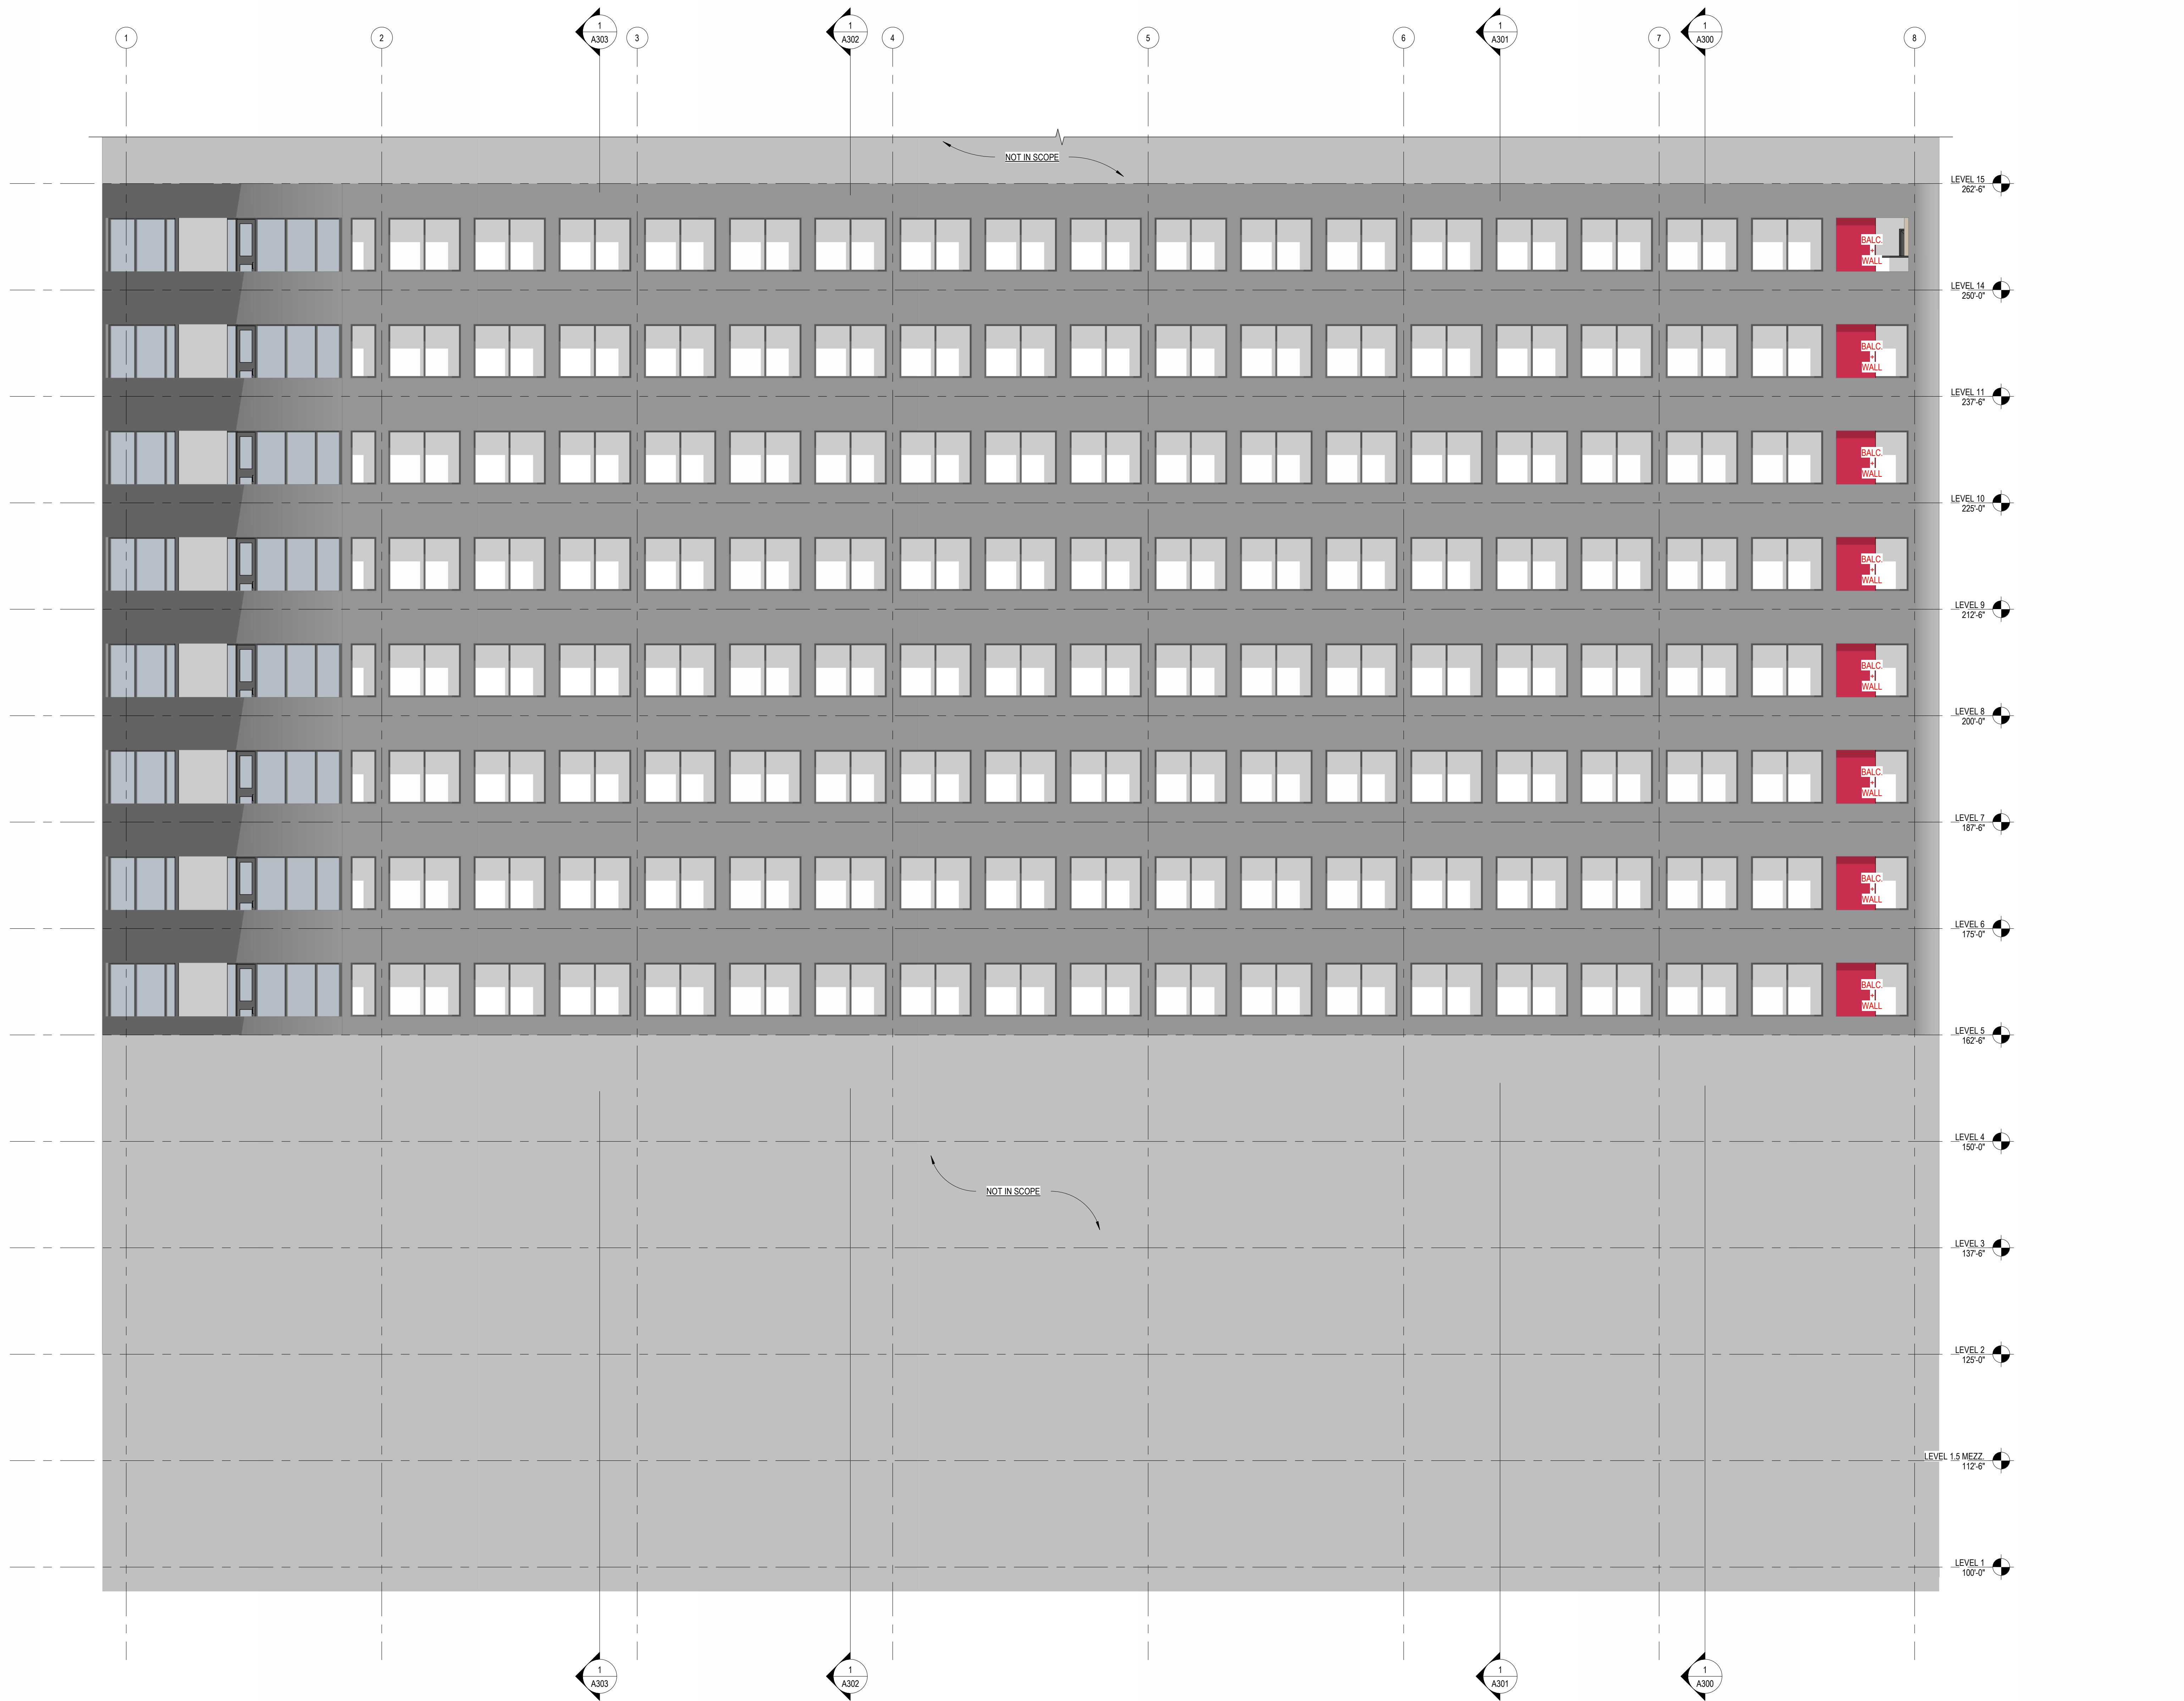 1
A303
1
A302
1
A301
1
A300
1
2
3
4
5
6
7
8
NOT IN SCOPE
LEVEL 15
262'-6"
BALC.
+
WALL
LEVEL 14
250'-0"
BALC.
+
WALL
LEVEL 11
237'-6"
BALC.
+
WALL
LEVEL 10
225'-0"
BALC.
+
WALL
LEVEL 9
212'-6"
BALC.
+
WALL
LEVEL 8
200'-0"
BALC.
+
WALL
LEVEL 7
187'-6"
BALC.
+
WALL
LEVEL 6
175'-0"
BALC.
+
WALL
LEVEL 5
162'-6"
LEVEL 4
150'-0"
NOT IN SCOPE
LEVEL 3
137'-6"
LEVEL 2
125'-0"
LEVEL 1.5 MEZZ.
112'-6"
LEVEL 1
100'-0"
1
A303
1
A302
1
A301
1
A300